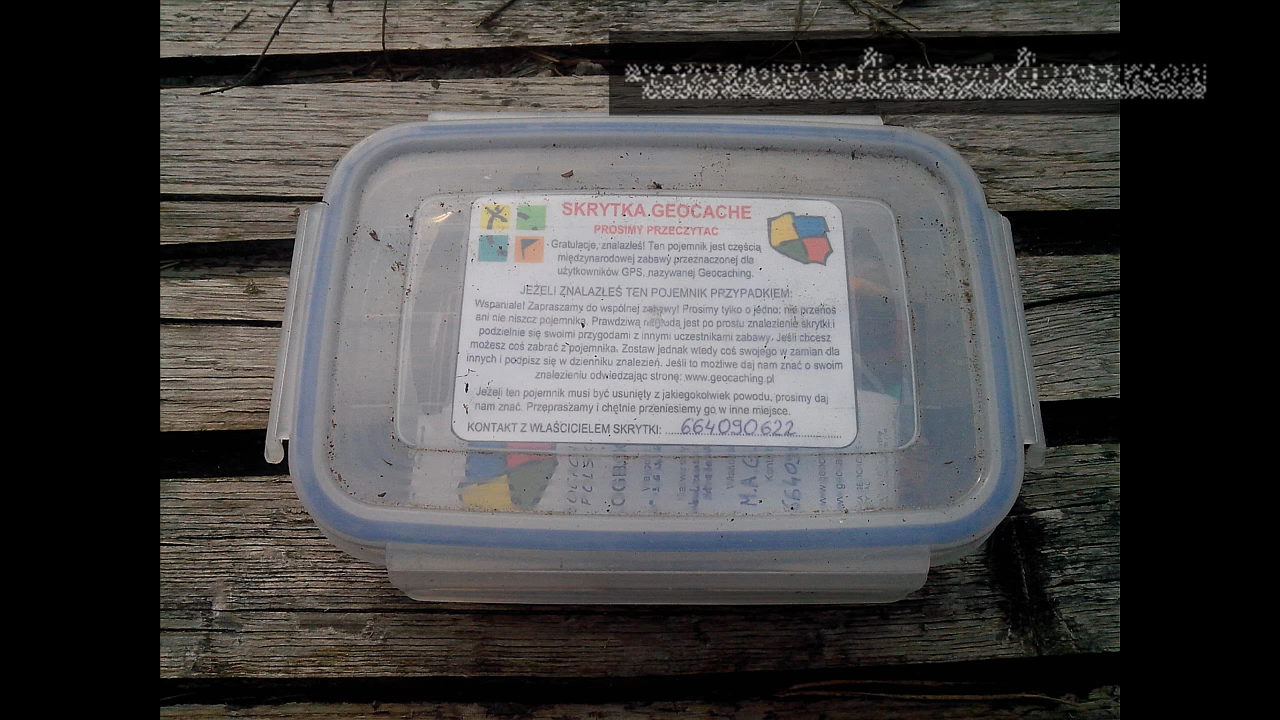 SKRYTKA GEOCACHE
PROSIMY PRZECZYTAĆ
Gratulacje, znalazłeś! Ten pojemnik jest częścią
międzynarodowej zabawy przeznaczonej dla
użytkowników GPS, nazywanej Geocaching.
JEŻELI ZNALAZŁEŚ TEN POJEMNIK PRZYPADKIEM:
Wspaniale! Zapraszamy do wspólnej zabawy! Prosimy tylko o jedno: nie przenoś
ani nie niszcz pojemnika. Prawdziwą nagrodą jest po prostu znalezienie skrytki i
podzielnie się swoimi przygodami z innymi uczestnikami zabawy. Jeśli chcesz
możesz coś zabrać z pojemnika. Zostaw jednak wtedy coś swojego w zamian dla
innych i podpisz się w dzienniku znalezień. Jeśli to możliwe daj nam znać o swoim
znalezieniu odwiedzając stronę: www.geocaching.pl
Jeżeli ten pojemnik musi być usunięty z jakiegokolwiek powodu, prosimy daj
nam znać. Przepraszamy i chętnie przeniesiemy go w inne miejsce.
KONTAKT Z WŁAŚCICIELEM SKRYTKI: 664090622